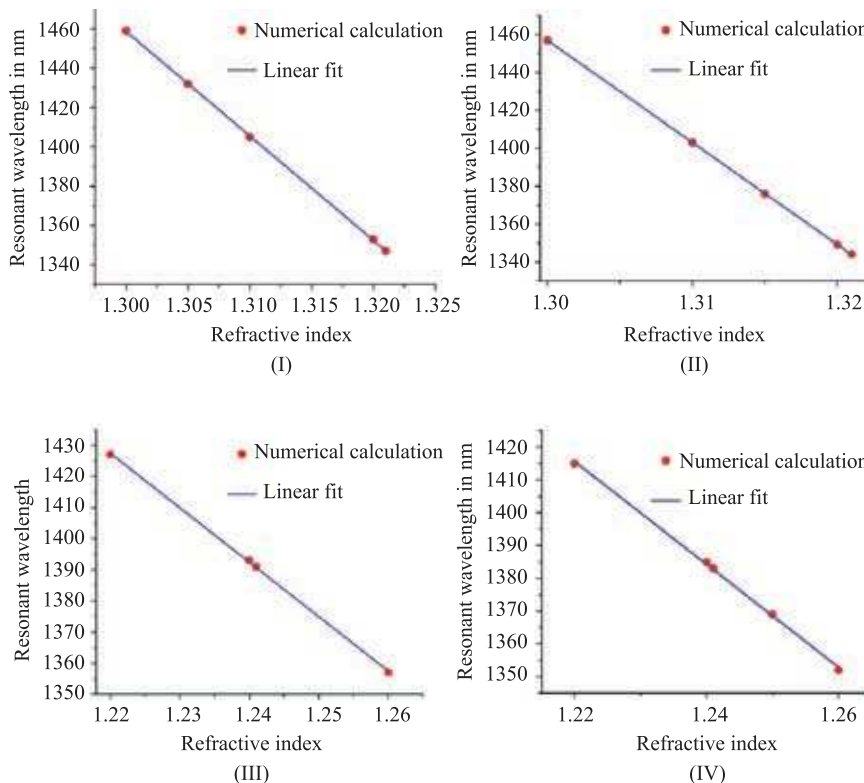 Resonant wavelength in nm
1460
1440
1420
1400
1380
1360
1340
Numerical calculation
Linear fit
1.300 1.305 1.310 1.315 1.320 1.325
Refractive index
(I)
Resonant wavelength in nm
1460
1440
1420
1400
1380
1360
1340
Numerical calculation
Linear fit
1.30 1.31 1.32
Refractive index
(II)
Resonant wavelength
1430
1420
1410
1400
1390
1380
1370
1360
1350
Numerical calculation
Linear fit
1.22 1.23 1.24 1.25 1.26
Refractive index
(III)
Resonant wavelength in nm
1420
1410
1400
1390
1380
1370
1360
1350
Numerical calculation
Linear fit
1.22 1.24 1.26
Refractive index
(IV)